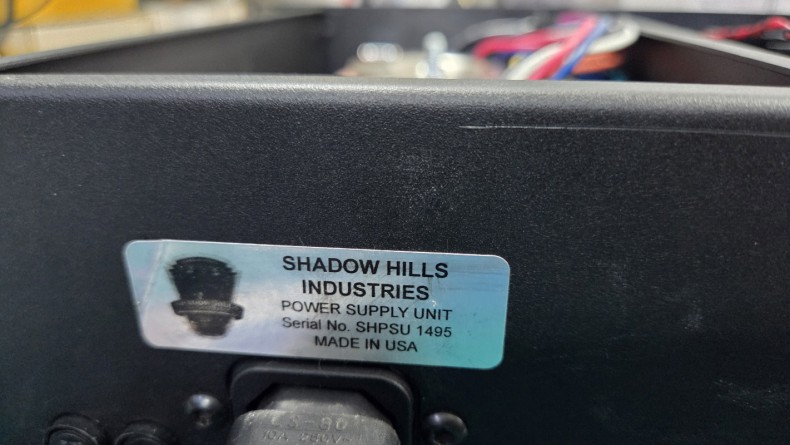 SHADOW HILLS
INDUSTRIES
POWER SUPPLY UNIT
Serial No. SHPSU 1495
MADE IN USA